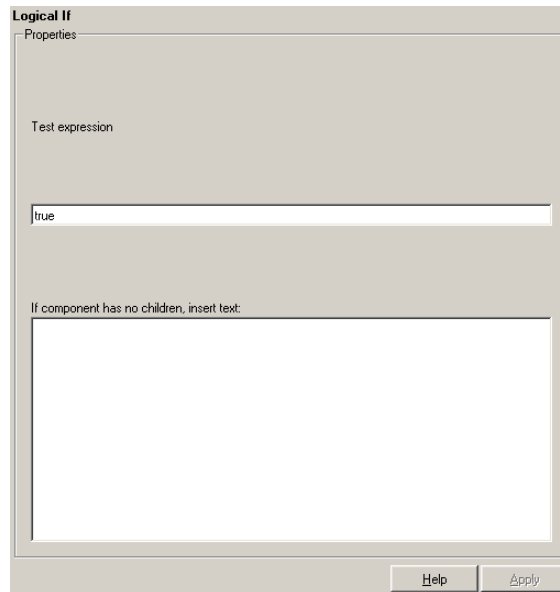 Logical If
Properties
Test expression
true
If component has no children, insert text:
Help
Apply